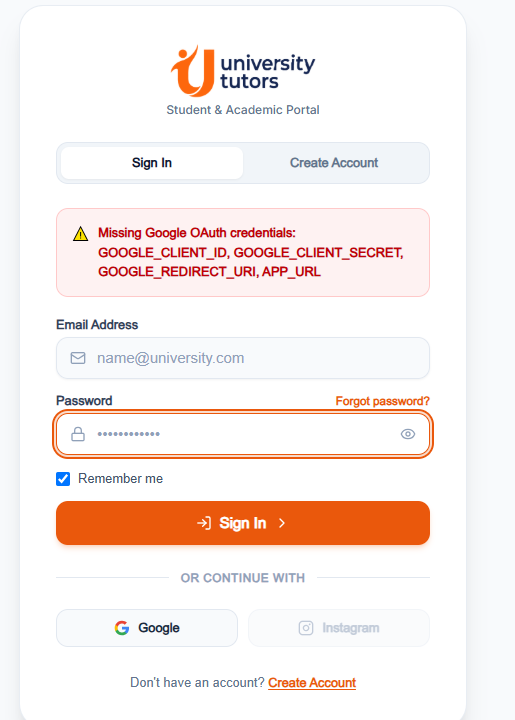 university
tutors
Student & Academic Portal
Sign In
Create Account
Missing Google OAuth credentials:
GOOGLE_CLIENT_ID, GOOGLE_CLIENT_SECRET,
GOOGLE_REDIRECT_URI, APP_URL
Email Address
name@university.com
Password
Forgot password?
••••••••••••
Remember me
Sign In
OR CONTINUE WITH
Google
Instagram
Don't have an account? Create Account